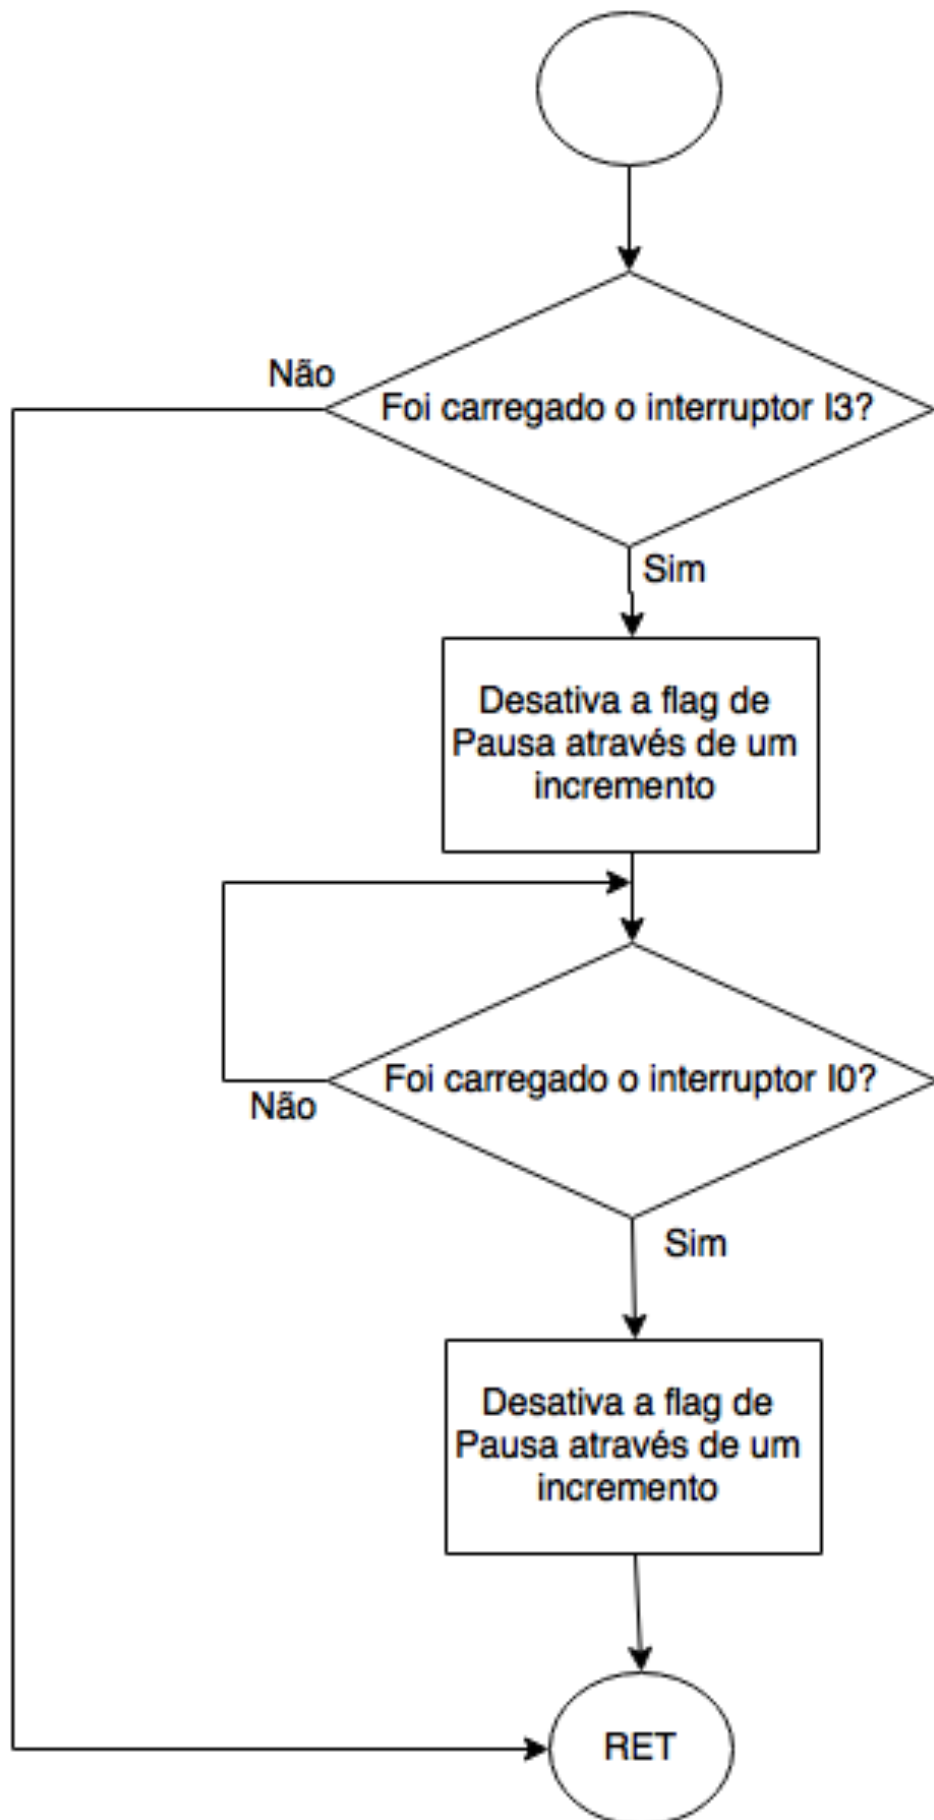 Não
Foi carregado o interruptor I3?
Sim
Desativa a flag de
Pausa através de um
incremento
Foi carregado o interruptor I0?
Não
Sim
Desativa a flag de
Pausa através de um
incremento
RET